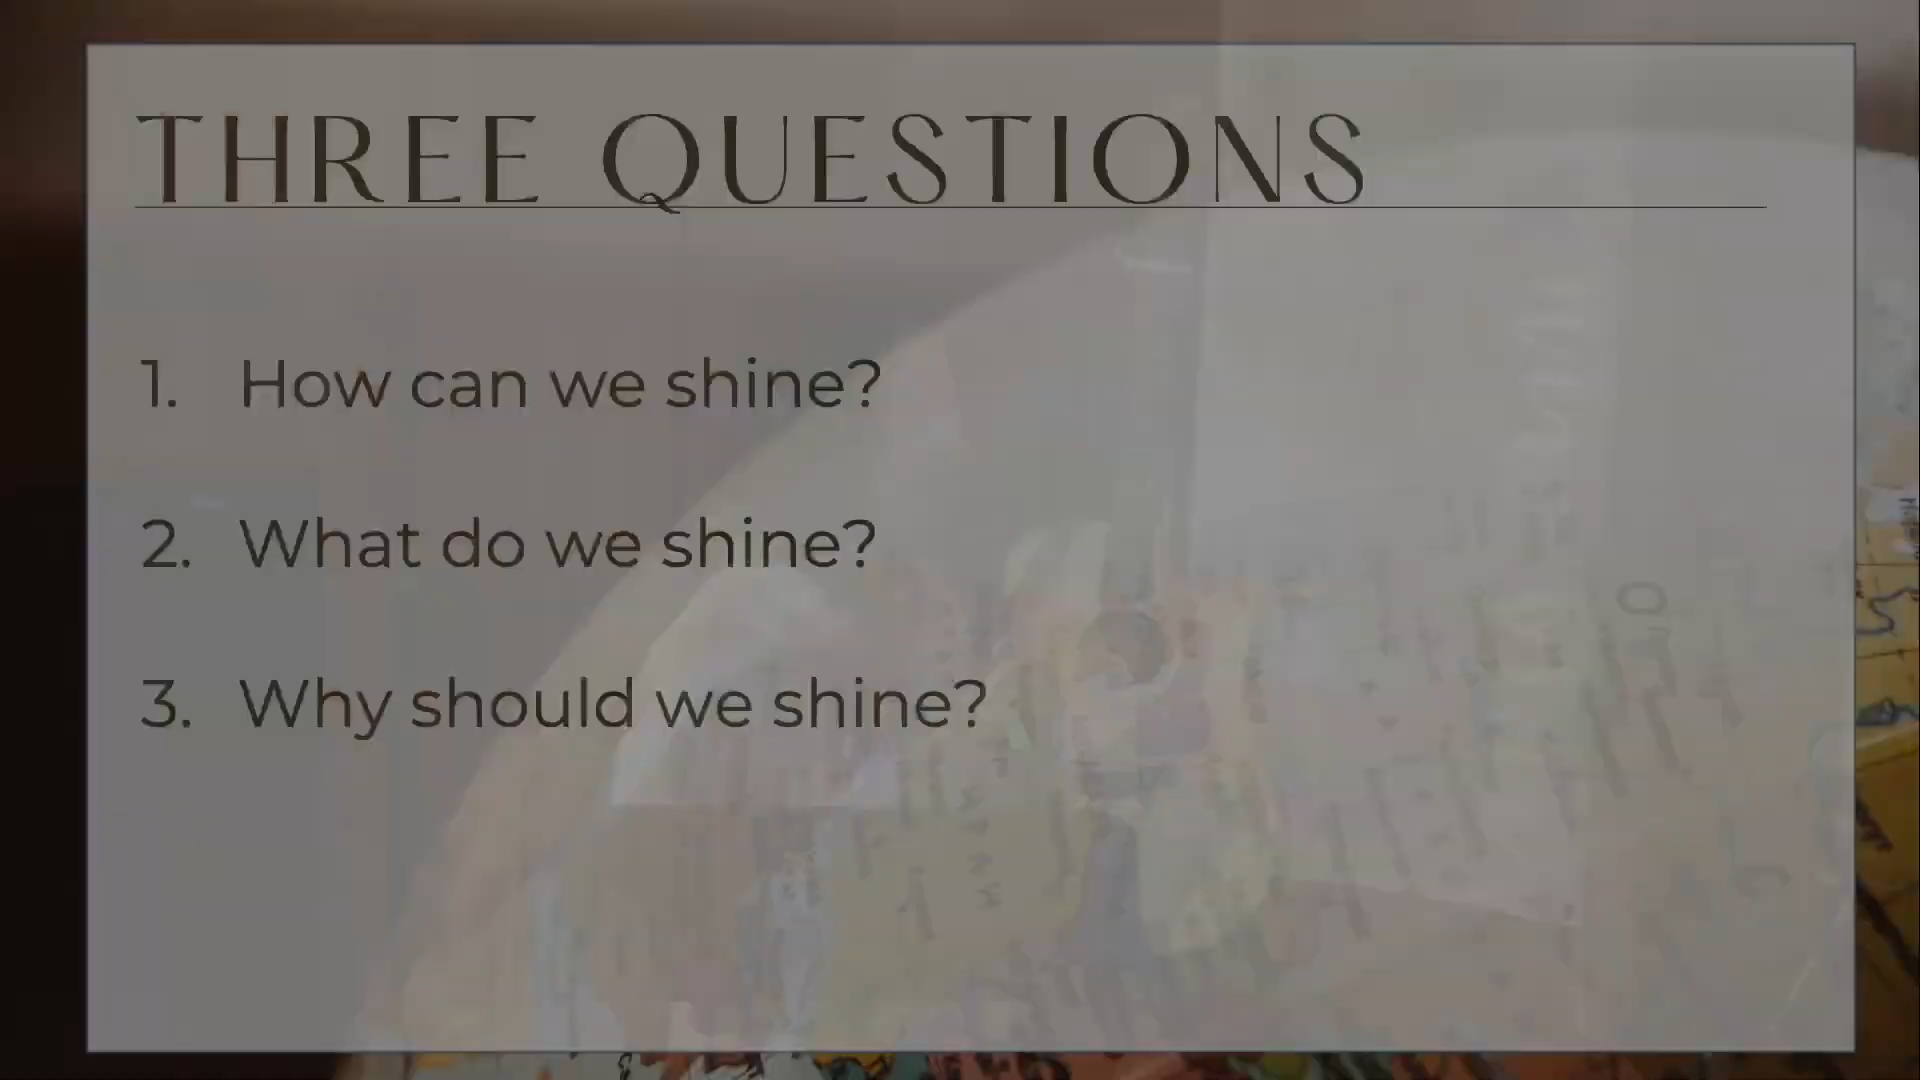 THREE QUESTIONS
1. How can we shine?
2. What do we shine?
3. Why should we shine?